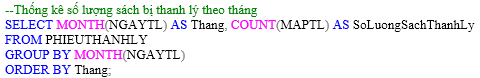 --Thống kê số lượng sách bị thanh lý theo tháng
SELECT MONTH(NGAYTL) AS Thang, COUNT(MAPTL) AS SoLuongSachThanhLy
FROM PHIEUTHANHLY
GROUP BY MONTH(NGAYTL)
ORDER BY Thang;